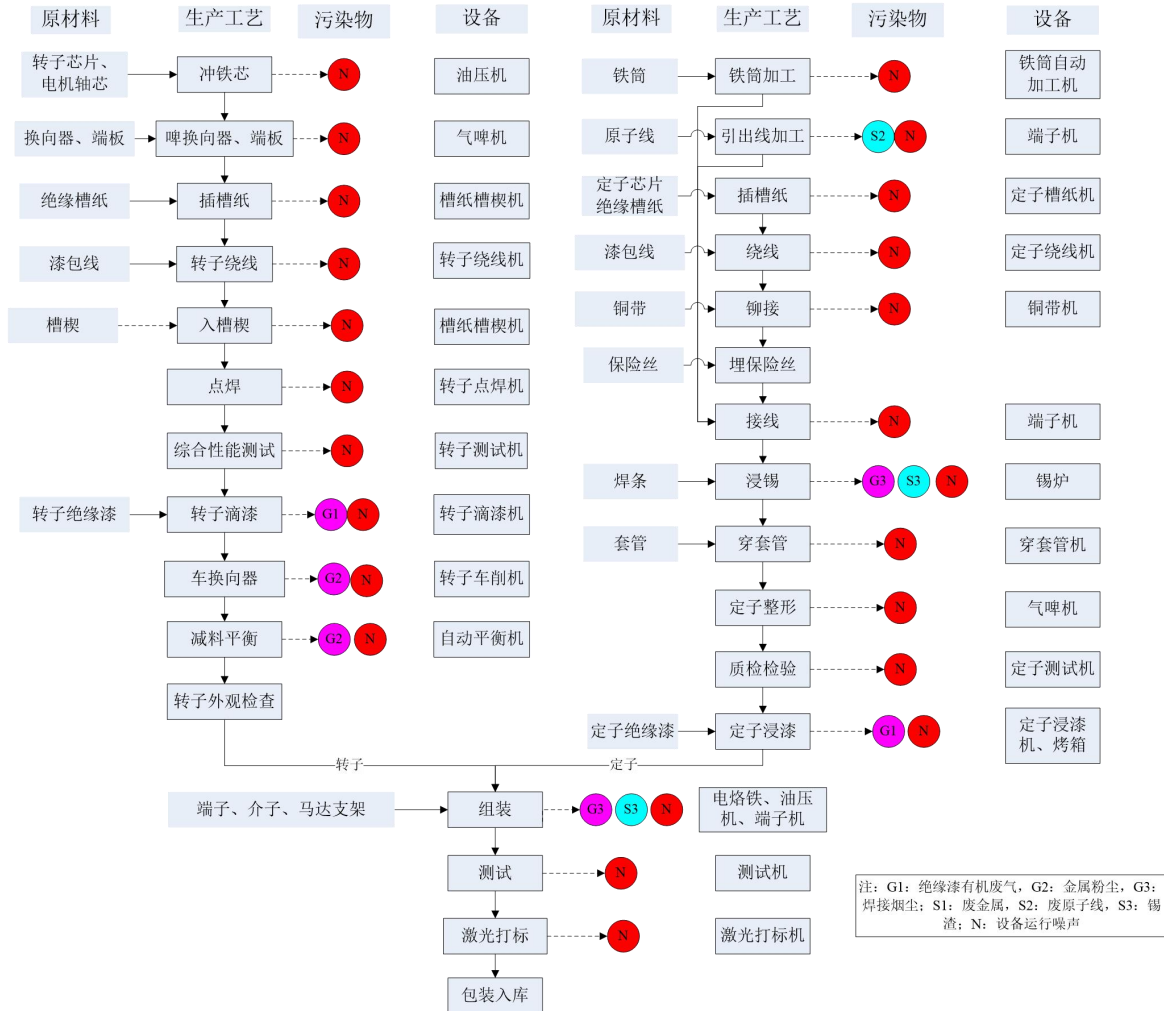 原材料 生产工艺 污染物 设备
转子芯片、
电机轴芯
冲铁芯 N 油压机
换向器、端板 啤换向器、端板 N 气啤机
绝缘槽纸 插槽纸 N 槽纸槽楔机
漆包线 转子绕线 N 转子绕线机
槽楔 入槽楔 N 槽纸槽楔机
点焊 N 转子点焊机
综合性能测试 N 转子测试机
转子绝缘漆 转子滴漆 G1 N 转子滴漆机
车换向器 G2 N 转子车削机
减料平衡 G2 N 自动平衡机
转子外观检查
原材料 生产工艺 污染物 设备
铁筒 铁筒加工 N
铁筒自动
加工机
原子线 引出线加工 S2 N 端子机
定子芯片
绝缘槽纸
插槽纸 N 定子槽纸机
漆包线 绕线 N 定子绕线机
铜带 铆接 N 铜带机
保险丝 埋保险丝
接线 N 端子机
焊条 浸锡 G3 S3 N 锡炉
套管 穿套管 N 穿套管机
定子整形 N 气啤机
质检检验 N 定子测试机
定子绝缘漆 定子浸漆 G1 N
定子浸漆
机、烤箱
转子 定子
端子、介子、马达支架 组装 G3 S3 N
电烙铁、油压
机、端子机
测试 N 测试机
激光打标 N 激光打标机
包装入库
注：G1：绝缘漆有机废气，G2：金属粉尘，G3：
焊接烟尘；S1：废金属，S2：废原子线，S3：锡
渣；N：设备运行噪声